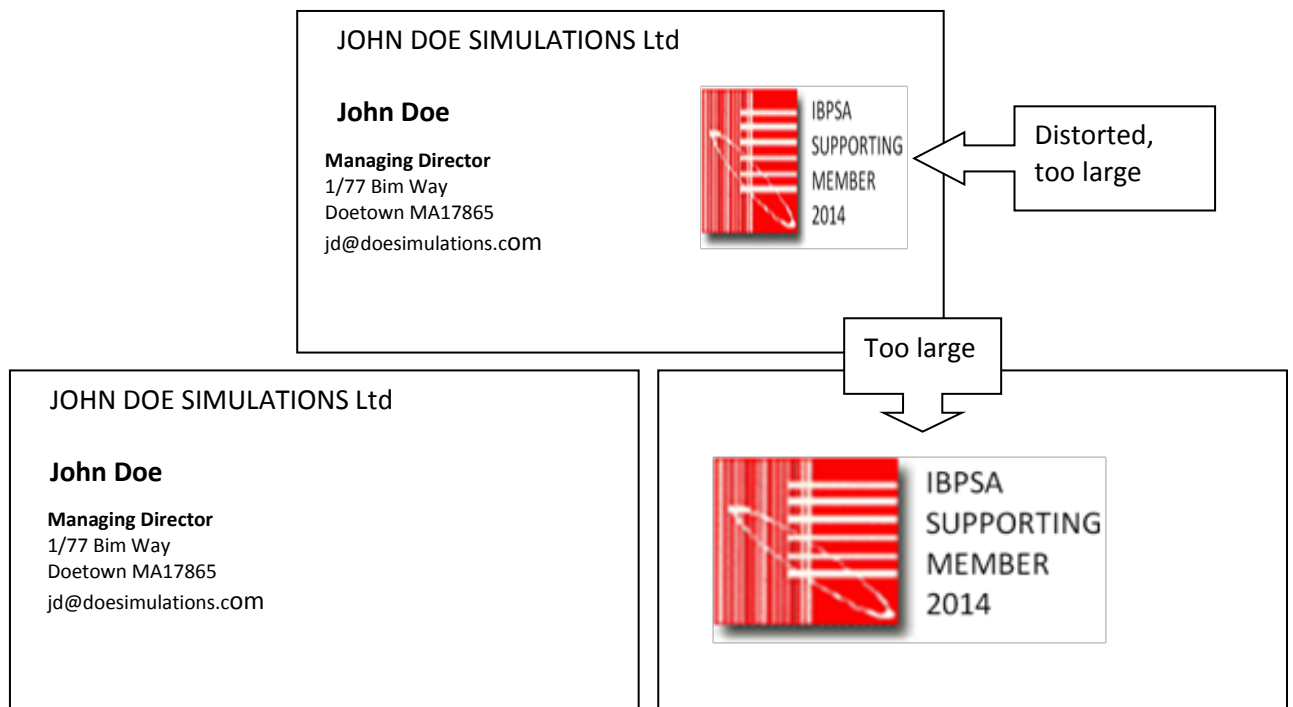 JOHN DOE SIMULATIONS Ltd
John Doe
Managing Director
1/77 Bim Way
Doetown MA17865
jd@doesimulations.com
IBPSA
SUPPORTING
MEMBER
2014
Distorted,
too large
Too large
JOHN DOE SIMULATIONS Ltd
John Doe
Managing Director
1/77 Bim Way
Doetown MA17865
jd@doesimulations.com
IBPSA
SUPPORTING
MEMBER
2014